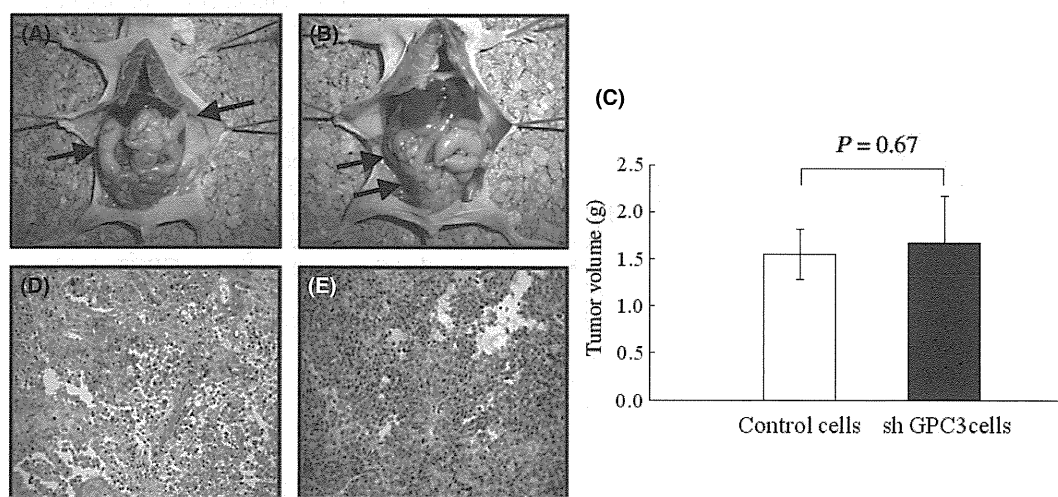 (A)
(B)
(C)
P = 0.67
2.5
2.0
1.5
1.0
0.5
0.0
Tumor volume (g)
Control cells
sh GPC3cells
(D)
(E)